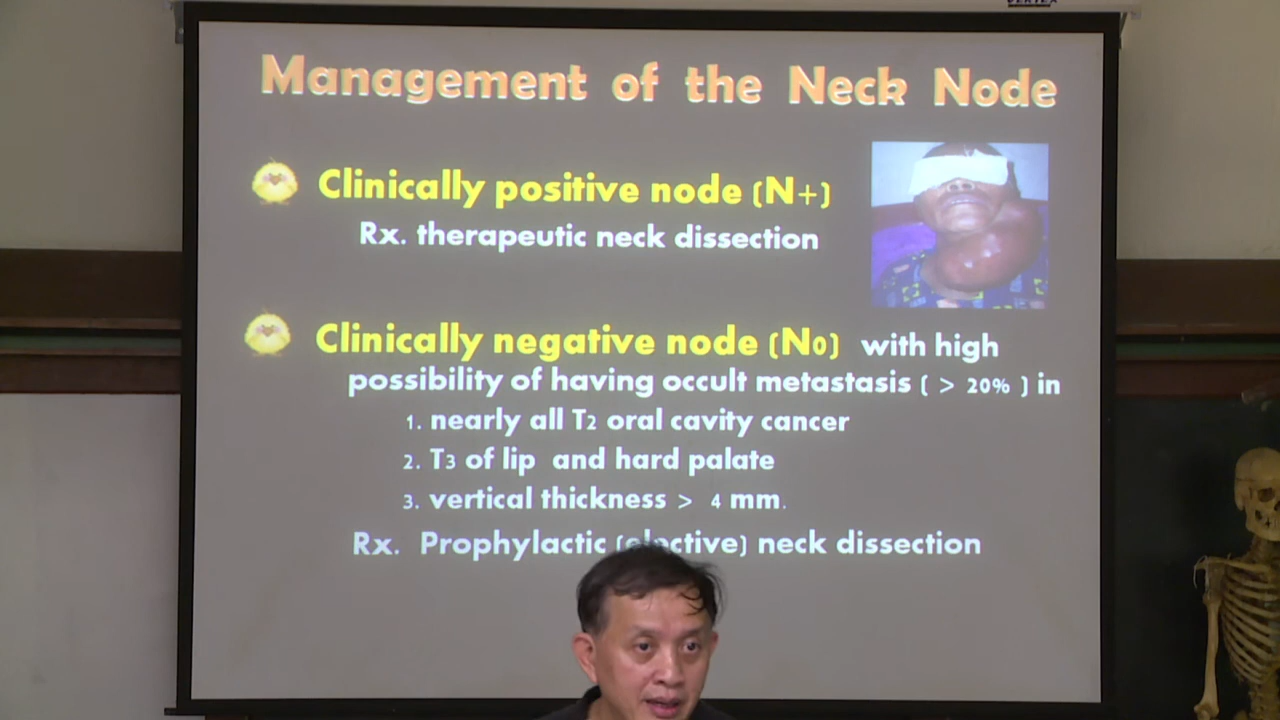 Management of the Neck Node
Clinically positive node (N+)
Rx. therapeutic neck dissection
Clinically negative node (N0) with high
possibility of having occult metastasis ( > 20% ) in
1. nearly all T2 oral cavity cancer
2. T3 of lip and hard palate
3. vertical thickness > 4 mm.
Rx. Prophylactic (elective) neck dissection